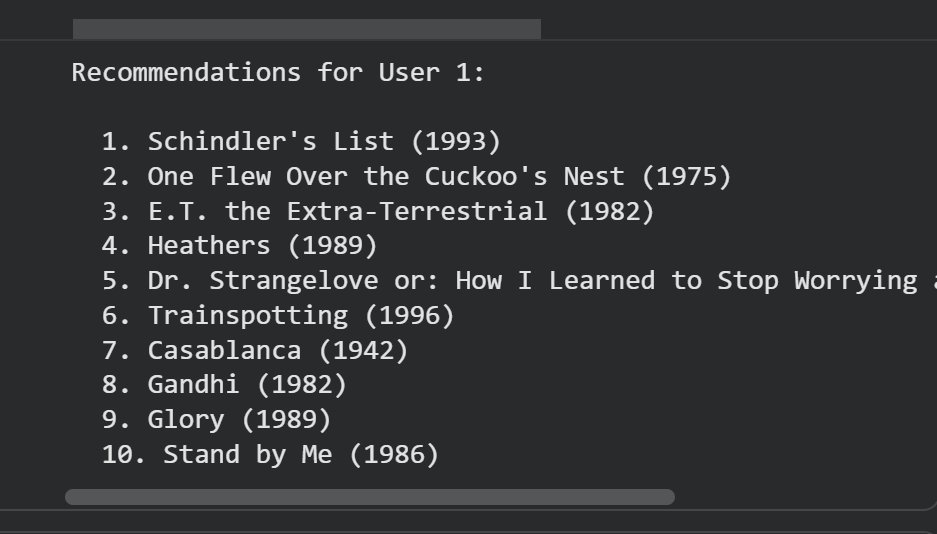 Recommendations for User 1:
1. Schindler's List (1993)
2. One Flew Over the Cuckoo's Nest (1975)
3. E.T. the Extra-Terrestrial (1982)
4. Heathers (1989)
5. Dr. Strangelove or: How I Learned to Stop Worrying
6. Trainspotting (1996)
7. Casablanca (1942)
8. Gandhi (1982)
9. Glory (1989)
10. Stand by Me (1986)